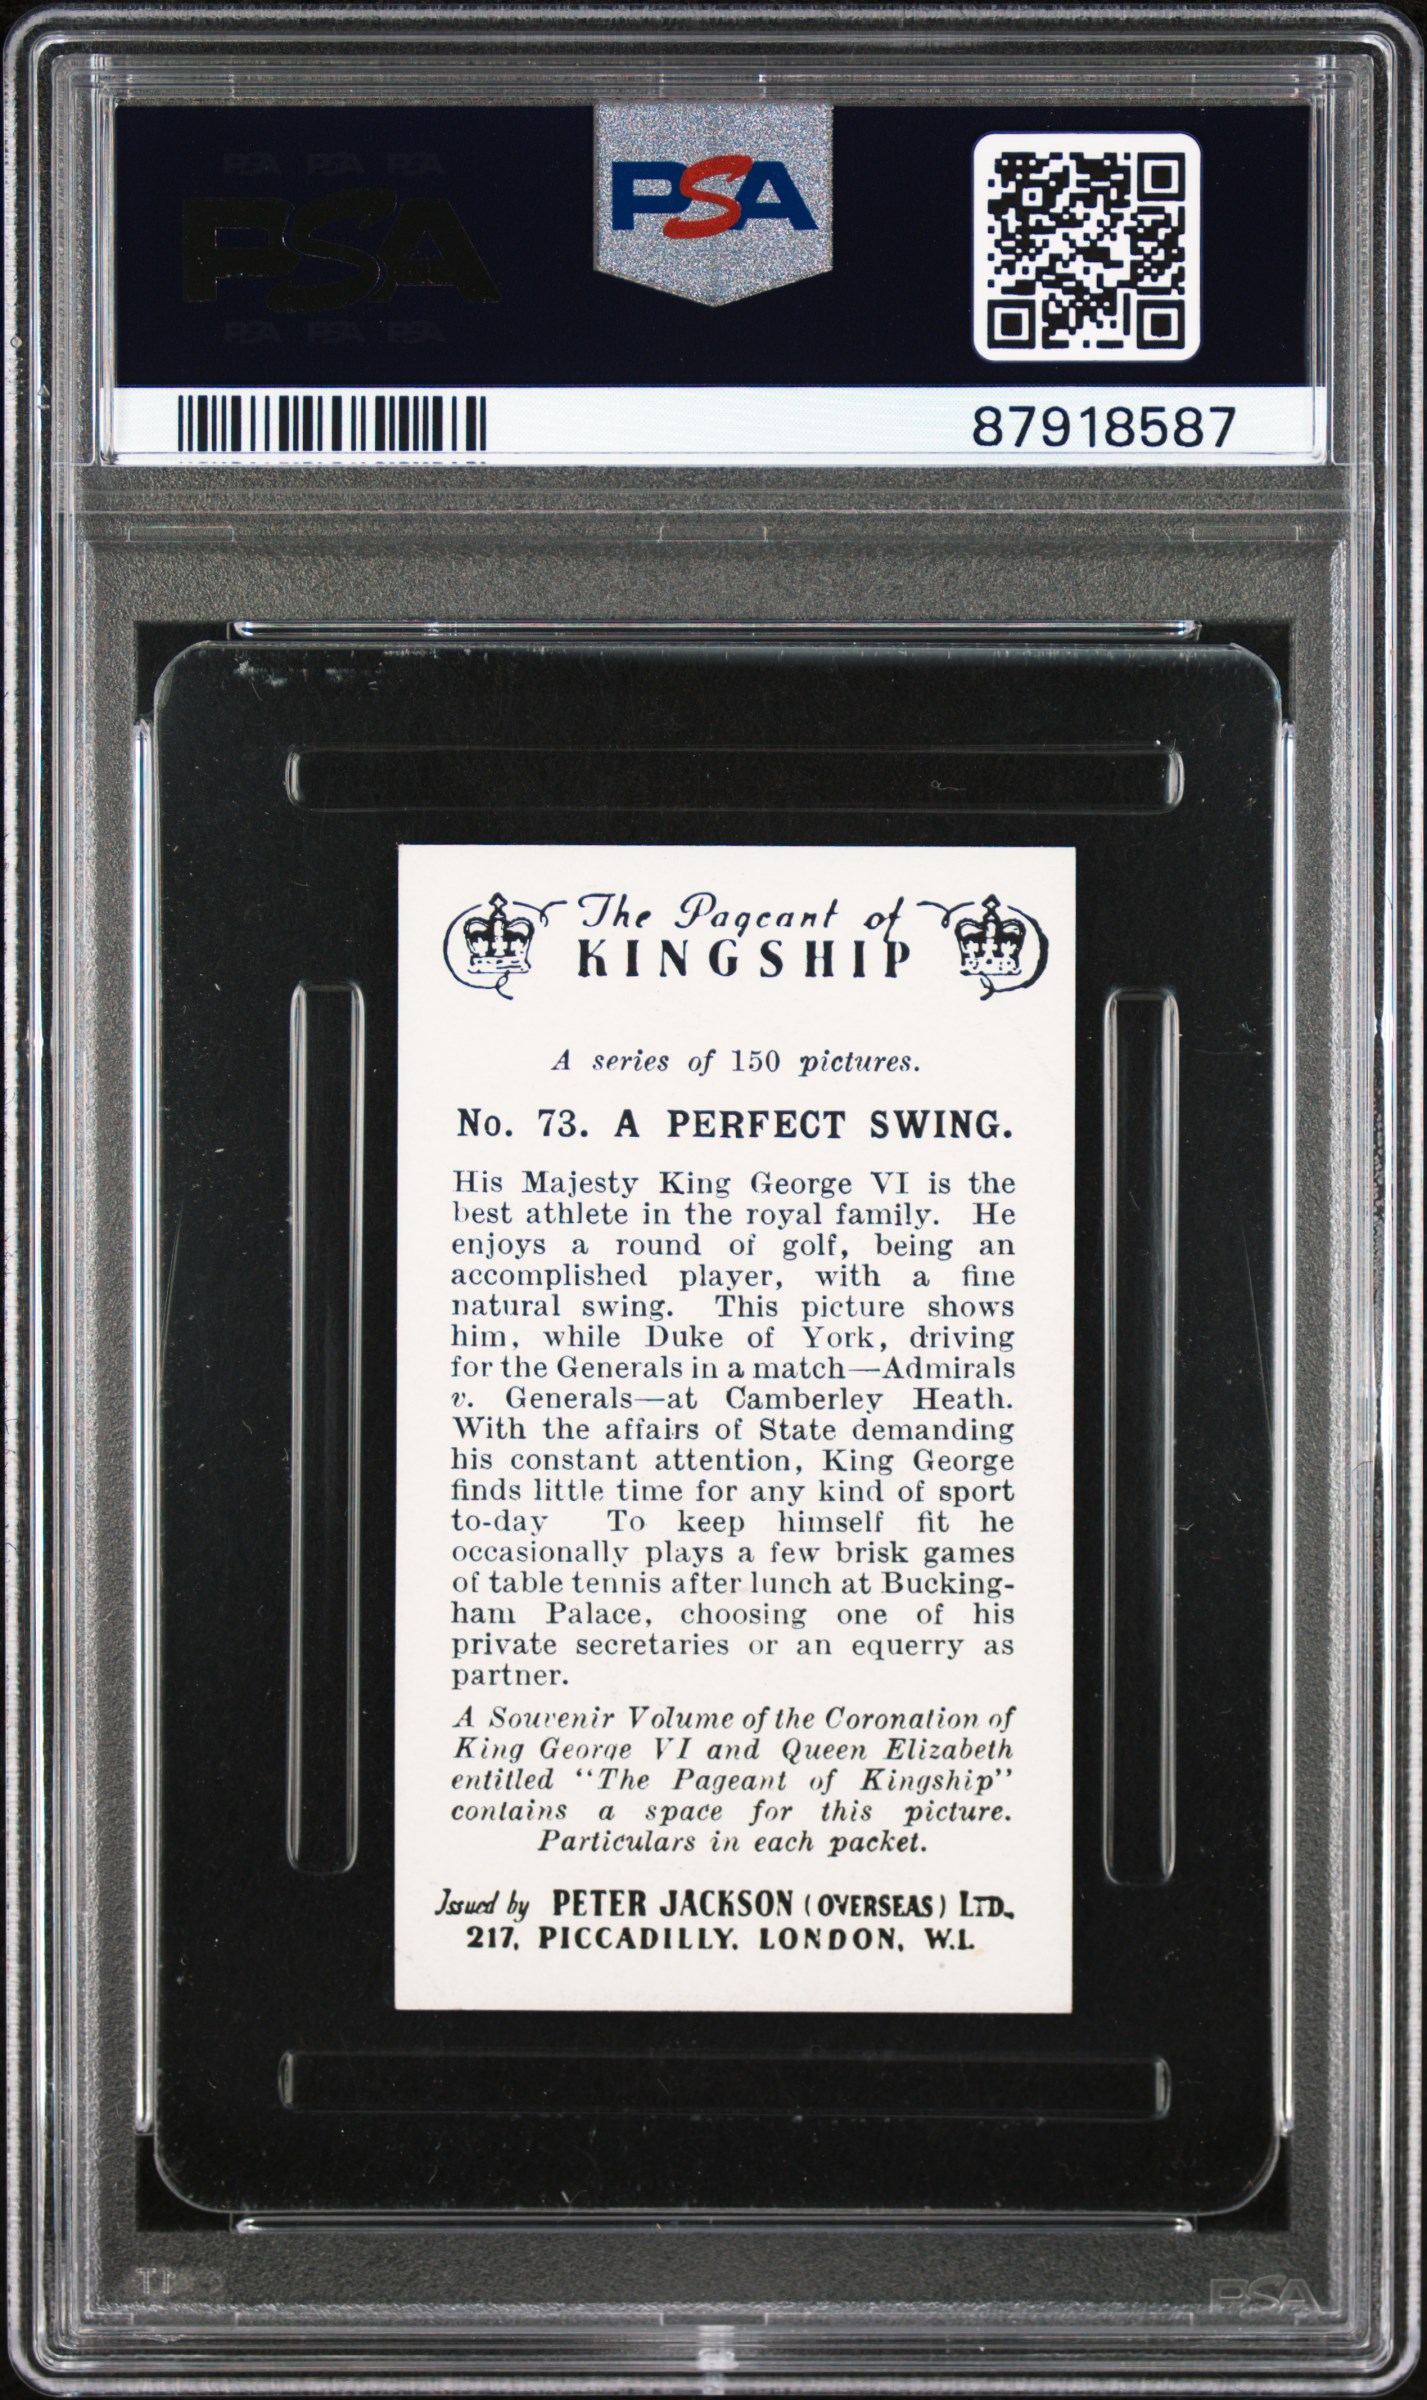 PSA PSA PSA
PSA
PSA PSA PSA
PSA
87918587
The Pageant of
KINGSHIP
A series of 150 pictures.
No. 73. A PERFECT SWING.
His Majesty King George VI is the
best athlete in the royal family. He
enjoys a round of golf, being an
accomplished player, with a fine
natural swing. This picture shows
him, while Duke of York, driving
for the Generals in a match—Admirals
v. Generals—at Camberley Heath.
With the affairs of State demanding
his constant attention, King George
finds little time for any kind of sport
to-day To keep himself fit he
occasionally plays a few brisk games
of table tennis after lunch at Bucking-
ham Palace, choosing one of his
private secretaries or an equerry as
partner.
A Souvenir Volume of the Coronation of
King George VI and Queen Elizabeth
entitled “The Pageant of Kingship”
contains a space for this picture.
Particulars in each packet.
Issued by PETER JACKSON (OVERSEAS) LTD.,
217, PICCADILLY, LONDON, W.1.
PSA